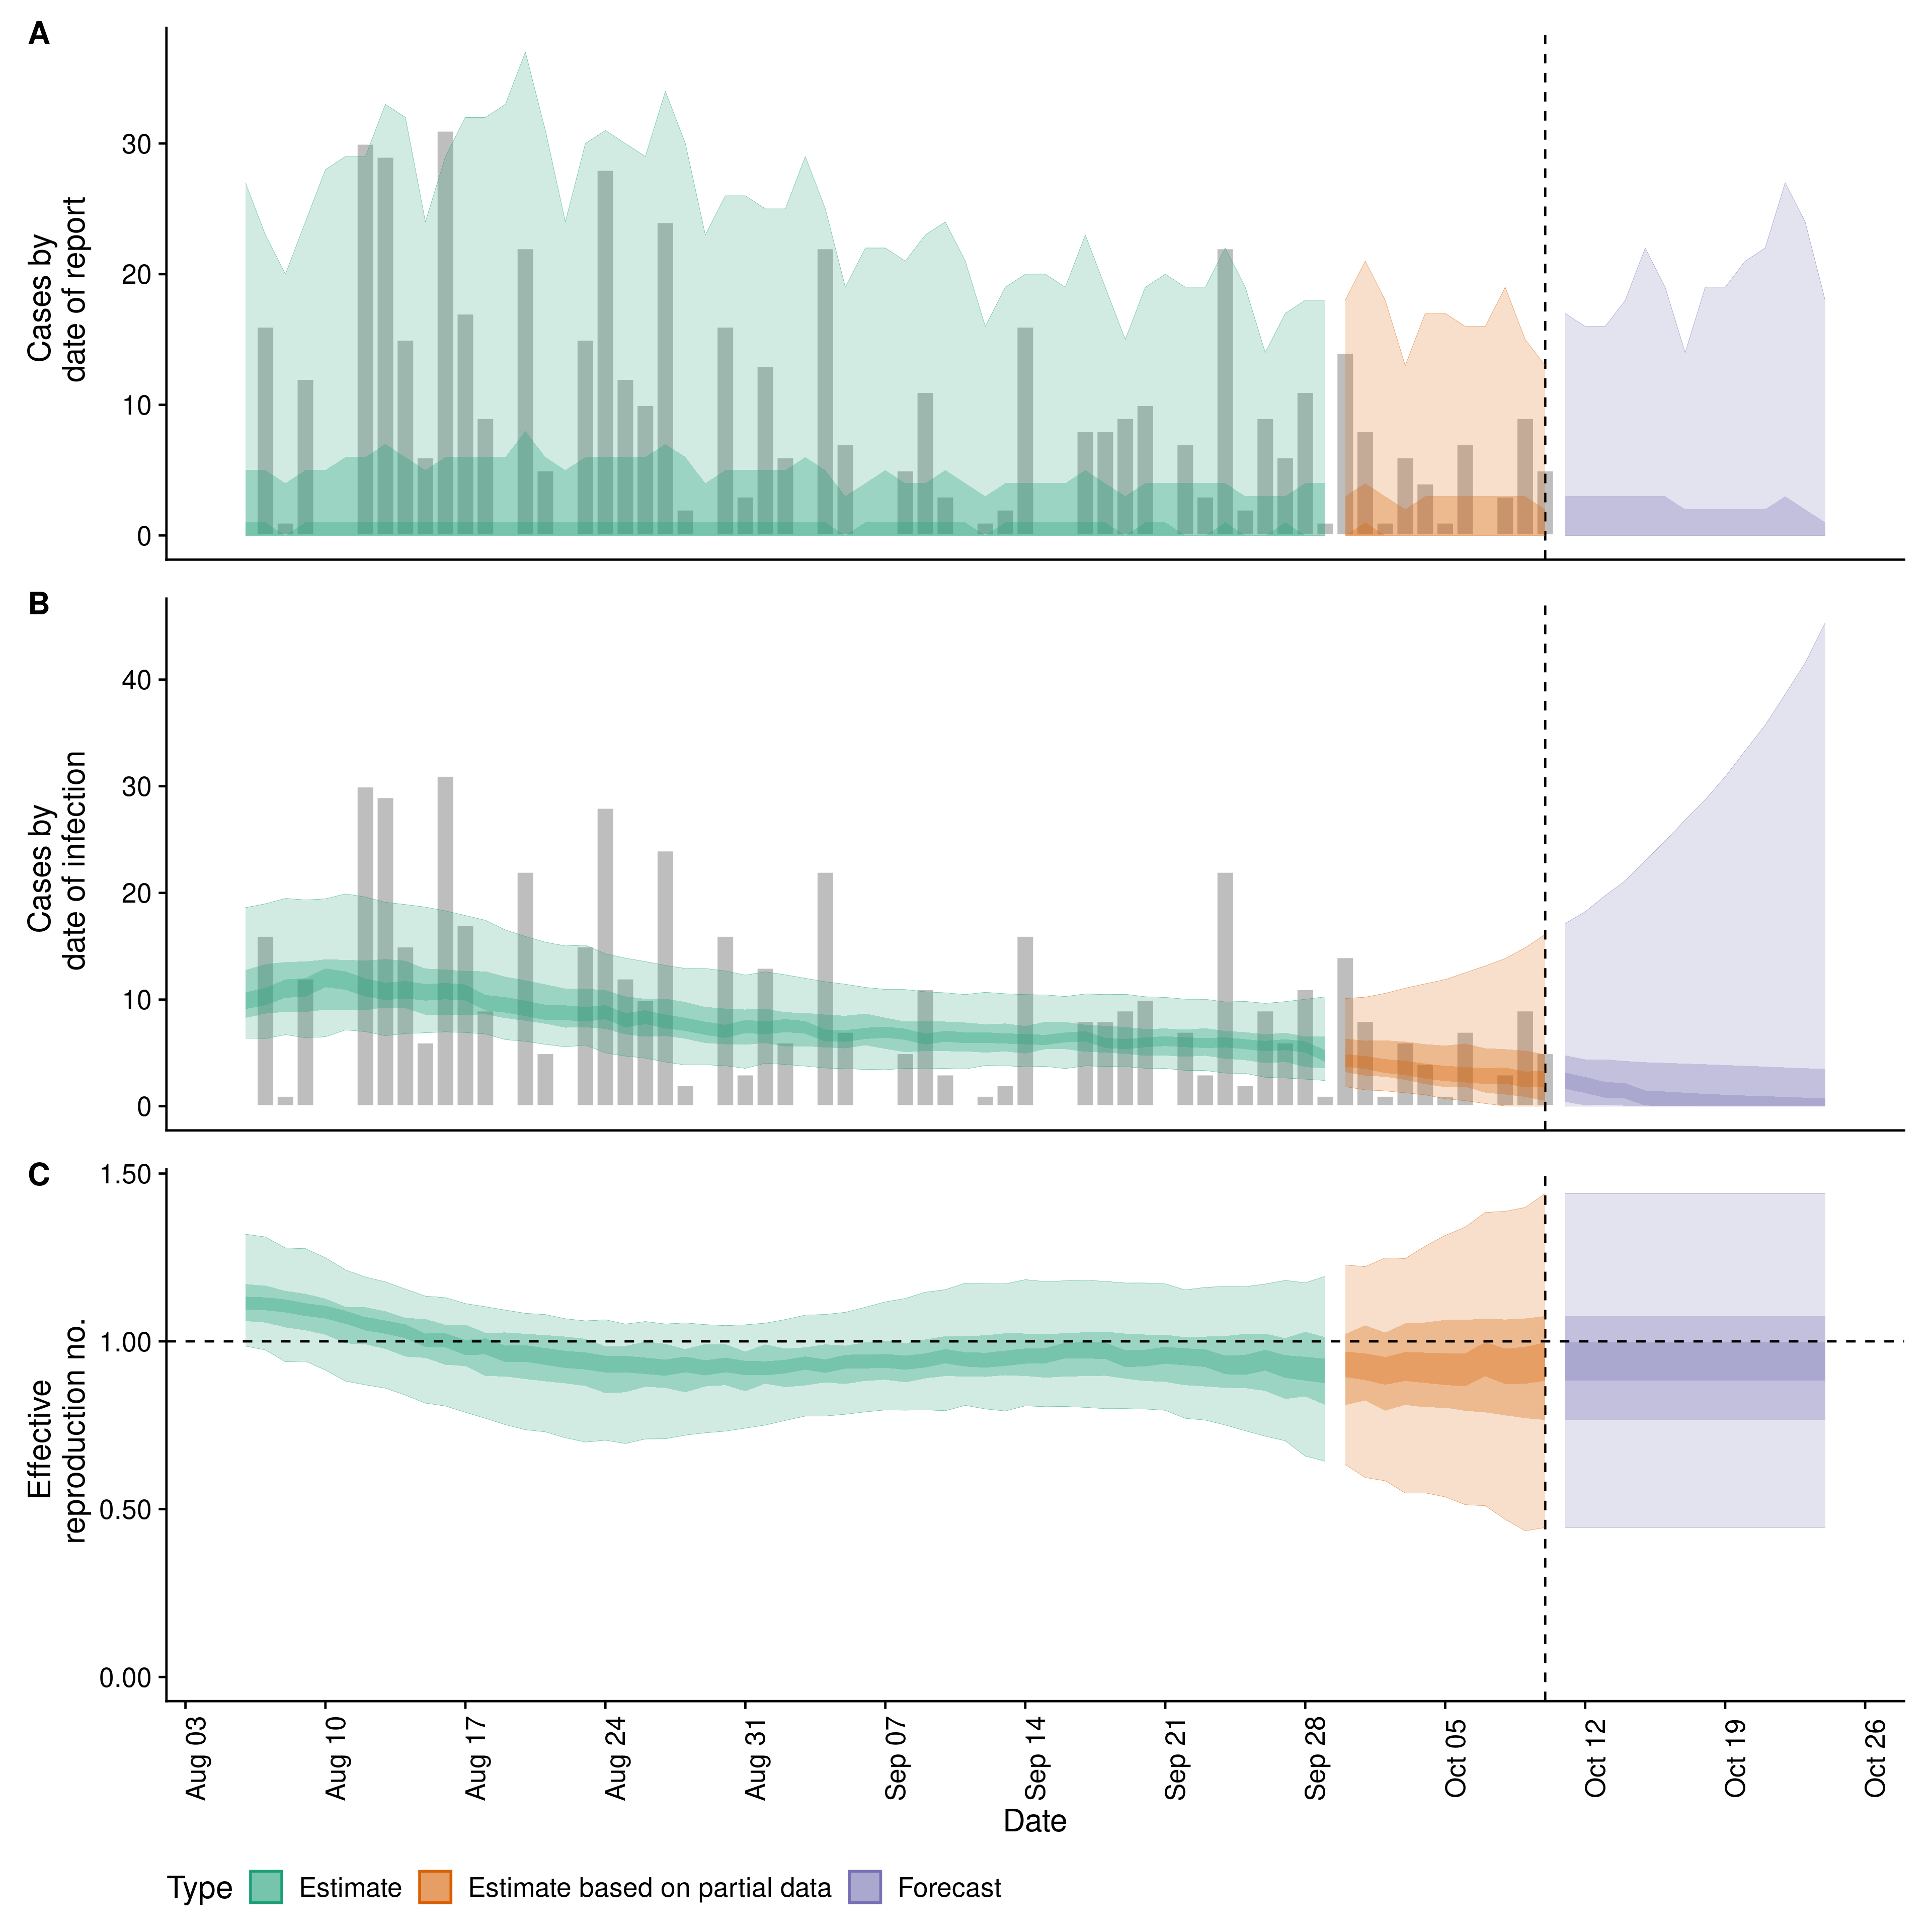 A
Cases by
date of report
30
20
10
0
B
Cases by
date of infection
40
30
20
10
0
C
Effective
reproduction no.
1.50
1.00
0.50
0.00
Aug 03
Aug 10
Aug 17
Aug 24
Aug 31
Sep 07
Sep 14
Sep 21
Sep 28
Oct 05
Oct 12
Oct 19
Oct 26
Date
Type Estimate Estimate based on partial data Forecast